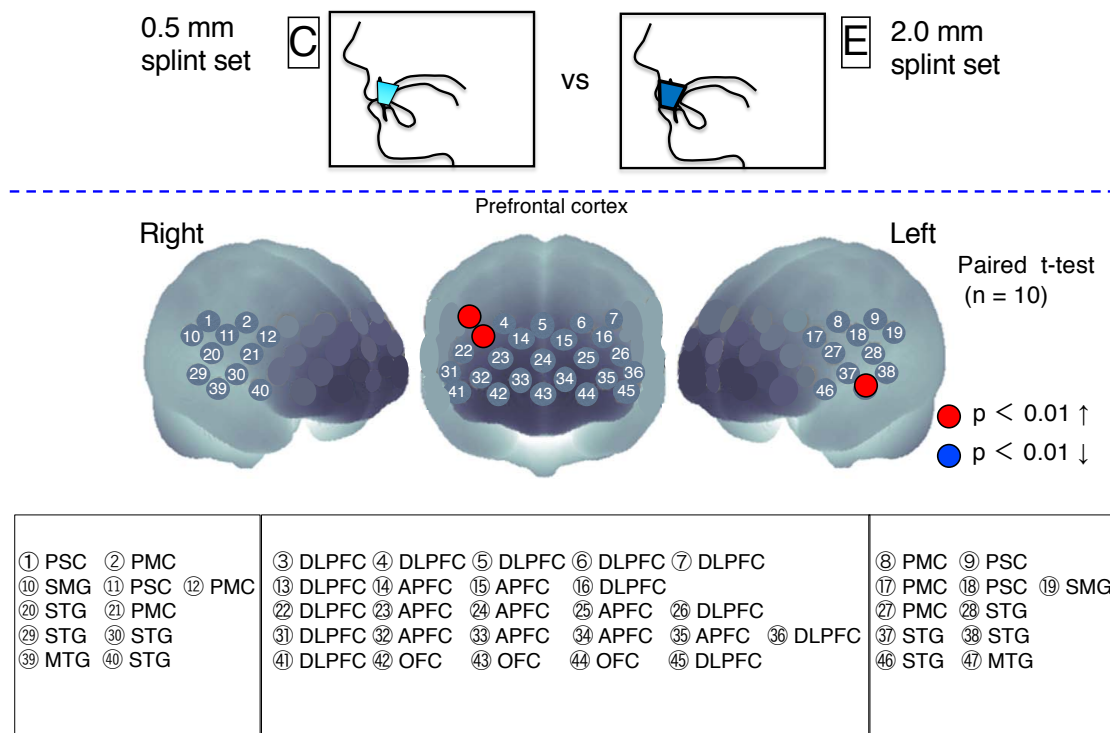 0.5 mm
splint set
C
vs
E
2.0 mm
splint set
Prefrontal cortex
Right
Left
Paired t-test
(n = 10)
1 2
10 11 12
20 21
29 30
39 40
4 5 6 7
14 15 16
22 23 24 25 26
31 32 33 34 35 36
41 42 43 44 45
8 9
17 18 19
27 28
37 38
46
p < 0.01 ↑
p < 0.01 ↓
① PSC ② PMC
⑩ SMG ⑪ PSC ⑫ PMC
⑳ STG ㉑ PMC
㉙ STG ㉚ STG
㊴ MTG ㊵ STG
③ DLPFC ④ DLPFC ⑤ DLPFC ⑥ DLPFC ⑦ DLPFC
⑬ DLPFC ⑭ APFC ⑮ APFC ⑯ DLPFC
㉒ DLPFC ㉓ APFC ㉔ APFC ㉕ APFC ㉖ DLPFC
㉛ DLPFC ㉜ APFC ㉝ APFC ㉞ APFC ㉟ APFC ㊱ DLPFC
㊶ DLPFC ㊷ OFC ㊸ OFC ㊹ OFC ㊺ DLPFC
⑧ PMC ⑨ PSC
⑰ PMC ⑱ PSC ⑲ SMG
㉗ PMC ㉘ STG
㊲ STG ㊳ STG
㊻ STG ㊼ MTG